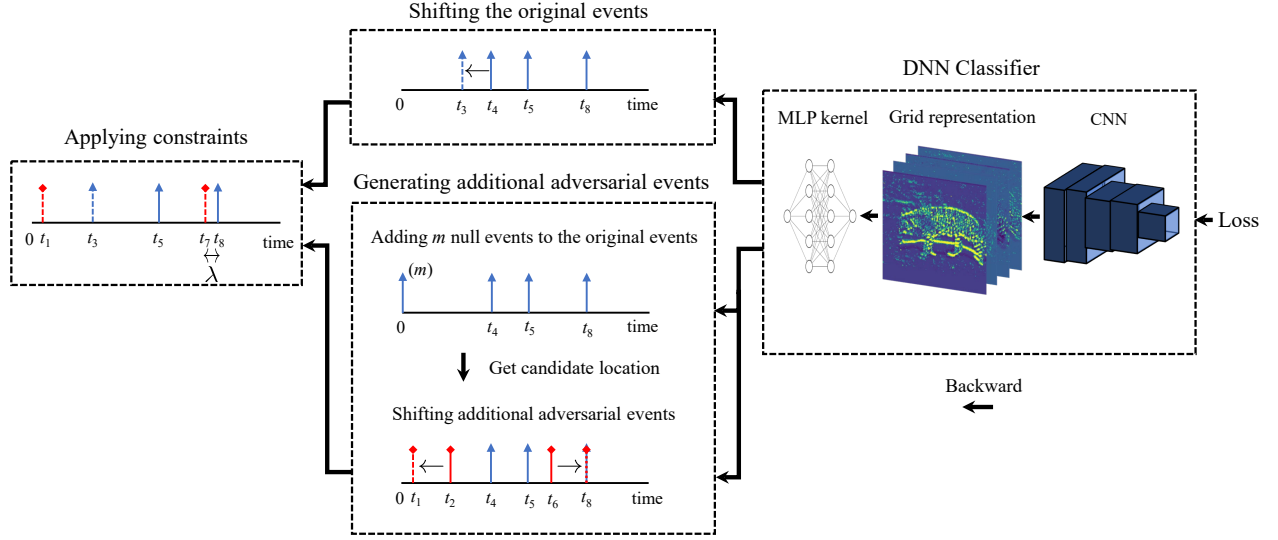 Shifting the original events
0 t₃ t₄ t₅ t₈ time
DNN Classifier
MLP kernel Grid representation CNN
Loss
Backward
Applying constraints
0 t₁ t₃ t₅ t₇ t₈ time
λ
Generating additional adversarial events
Adding m null events to the original events
(m)
0 t₄ t₅ t₈ time
Get candidate location
Shifting additional adversarial events
0 t₁ t₂ t₄ t₅ t₆ t₈ time